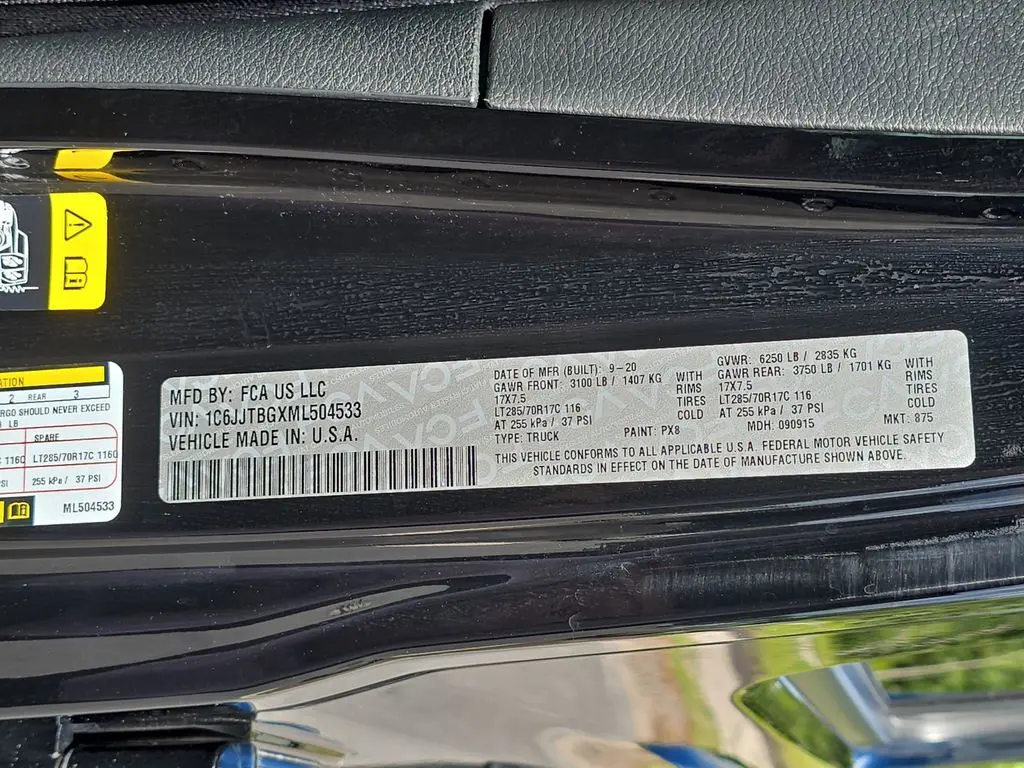 ATION
2 REAR 3
RGO SHOULD NEVER EXCEED
LB
SPARE
C 116Q LT285/70R17C 116Q
PSI 255 kPa / 37 PSI
ML504533
MFD BY: FCA US LLC
VIN: 1C6JJTBGXML504533
VEHICLE MADE IN: U.S.A.
DATE OF MFR (BUILT): 9-20 GVWR: 6250 LB / 2835 KG
GAWR FRONT: 3100 LB / 1407 KG WITH GAWR REAR: 3750 LB / 1701 KG WITH
17X7.5 RIMS 17X7.5 RIMS
LT285/70R17C 116 TIRES LT285/70R17C 116 TIRES
AT 255 kPa / 37 PSI COLD AT 255 kPa / 37 PSI COLD
TYPE: TRUCK PAINT: PX8 MDH: 090915 MKT: 875
THIS VEHICLE CONFORMS TO ALL APPLICABLE U.S.A. FEDERAL MOTOR VEHICLE SAFETY
STANDARDS IN EFFECT ON THE DATE OF MANUFACTURE SHOWN ABOVE.